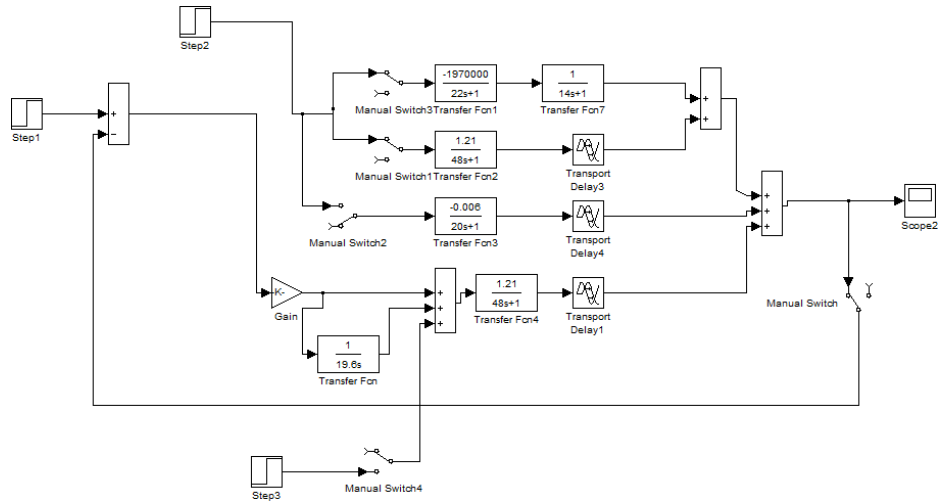 Step2
Step1
+
−
Manual Switch3
-1970000
22s+1
Transfer Fcn1
1
14s+1
Transfer Fcn7
+
+
Manual Switch1
1.21
48s+1
Transfer Fcn2
Transport
Delay3
Manual Switch2
-0.006
20s+1
Transfer Fcn3
Transport
Delay4
+
+
+
Scope2
K-
Gain
+
+
+
1.21
48s+1
Transfer Fcn4
Transport
Delay1
Manual Switch
1
19.6s
Transfer Fcn
Step3
Manual Switch4